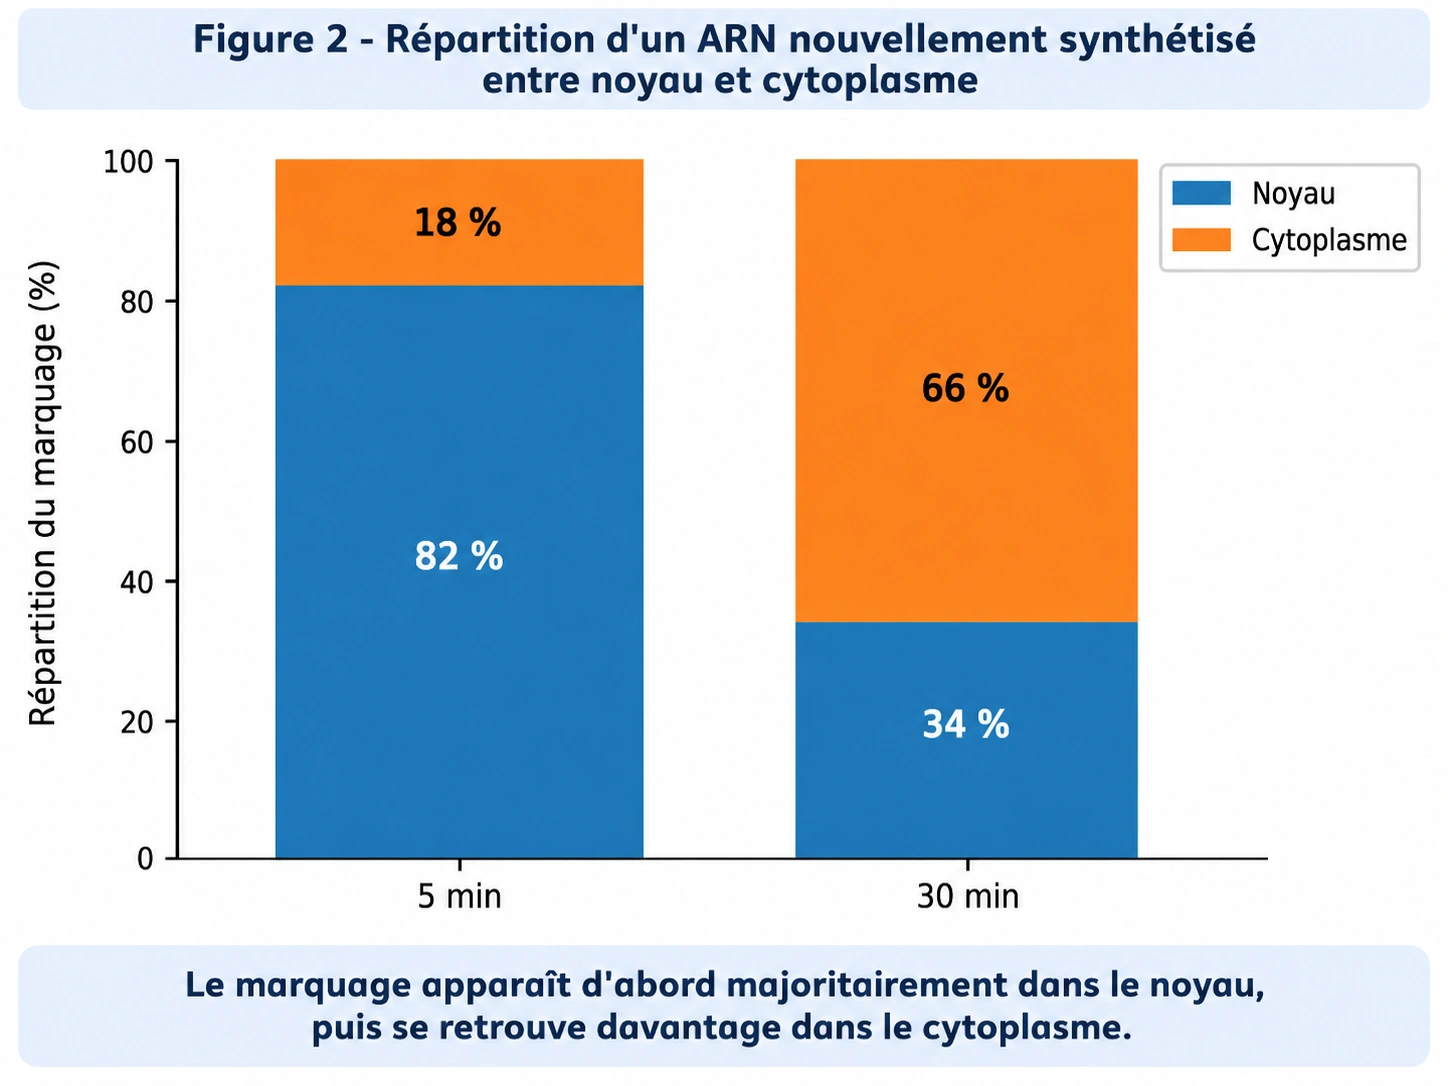 Figure 2 - Répartition d'un ARN nouvellement synthétisé
entre noyau et cytoplasme
Répartition du marquage (%)
100
80
60
40
20
0
18 %
82 %
66 %
34 %
5 min
30 min
Noyau
Cytoplasme
Le marquage apparaît d'abord majoritairement dans le noyau,
puis se retrouve davantage dans le cytoplasme.